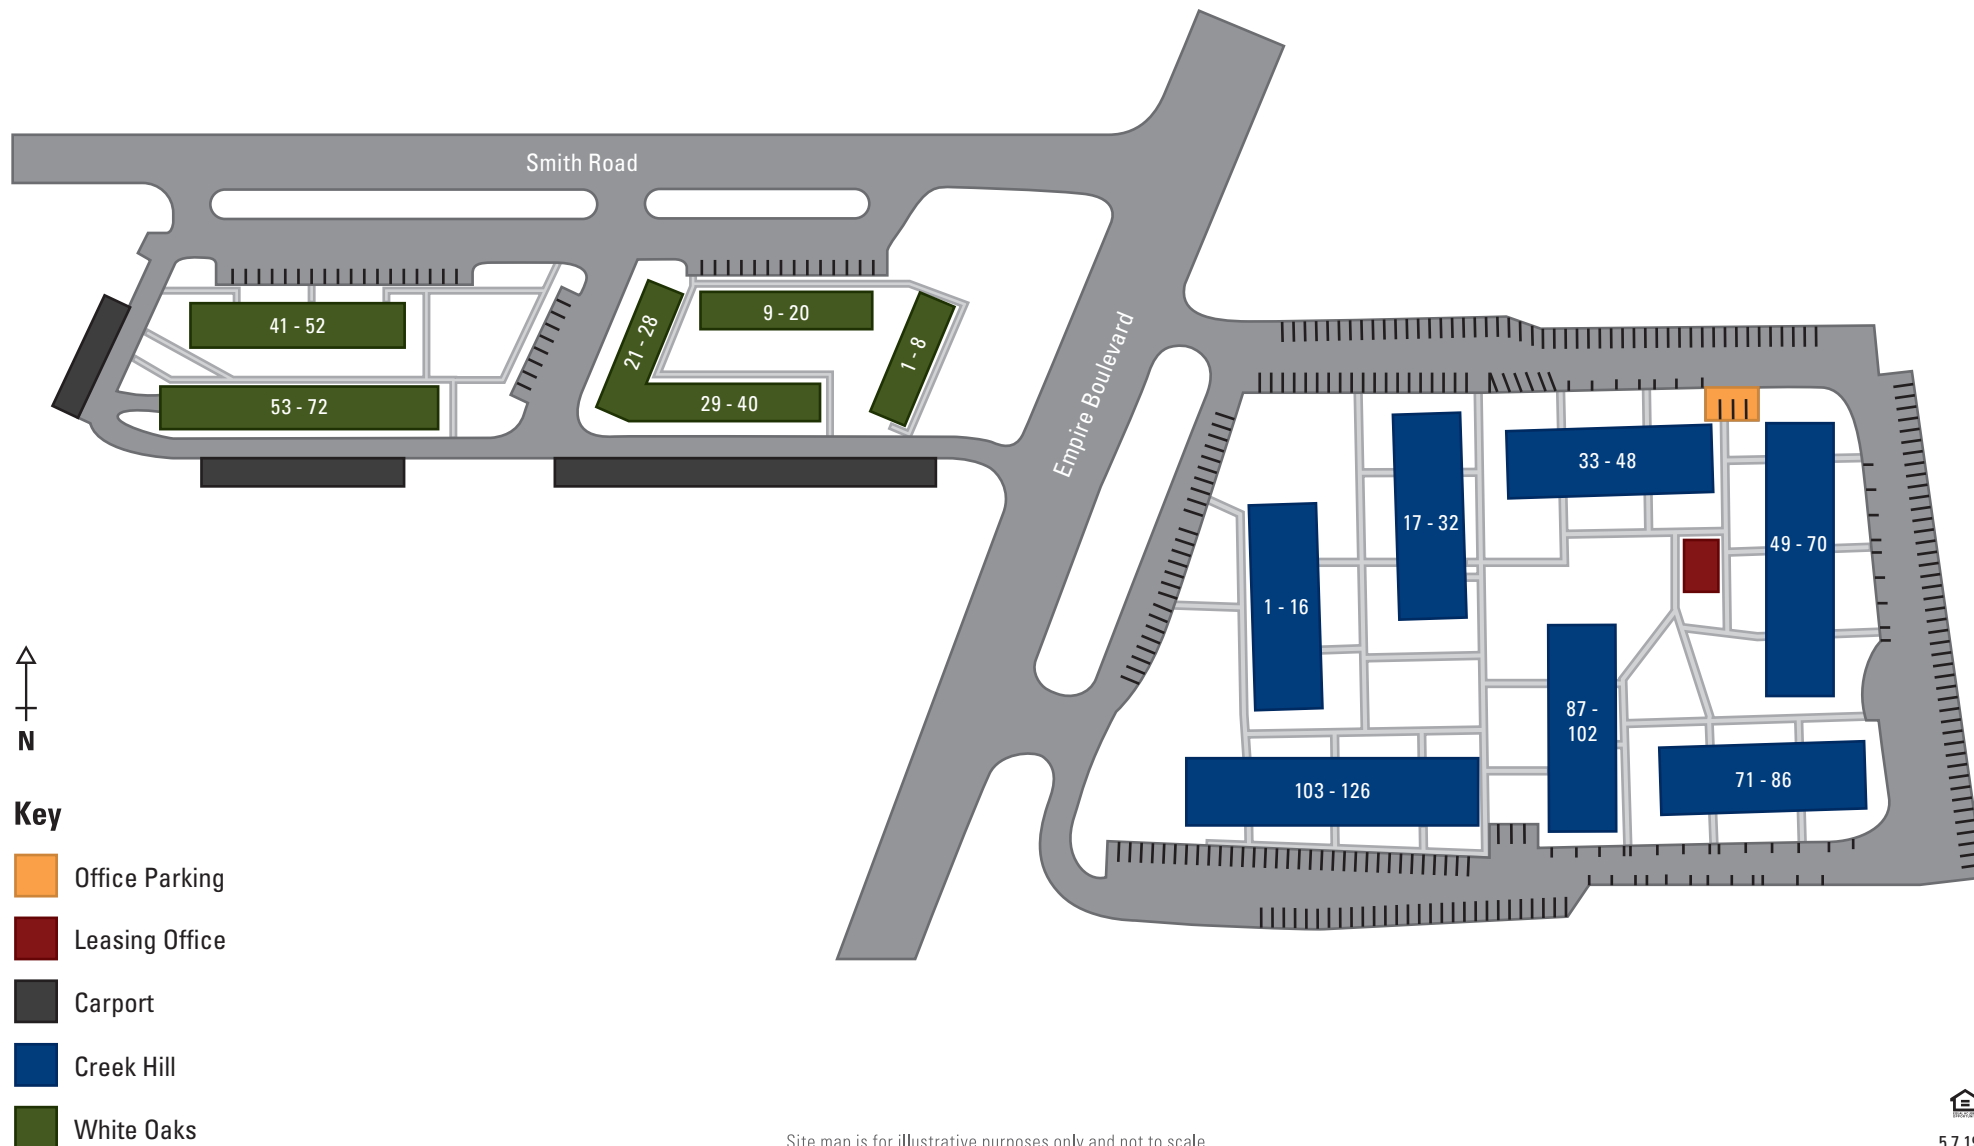 Smith Road
Empire Boulevard
41 - 52
53 - 72
21 - 28
9 - 20
29 - 40
1 - 8
17 - 32
33 - 48
49 - 70
1 - 16
87 -
102
103 - 126
71 - 86
N
Key
Office Parking
Leasing Office
Carport
Creek Hill
White Oaks
Site map is for illustrative purposes only and not to scale